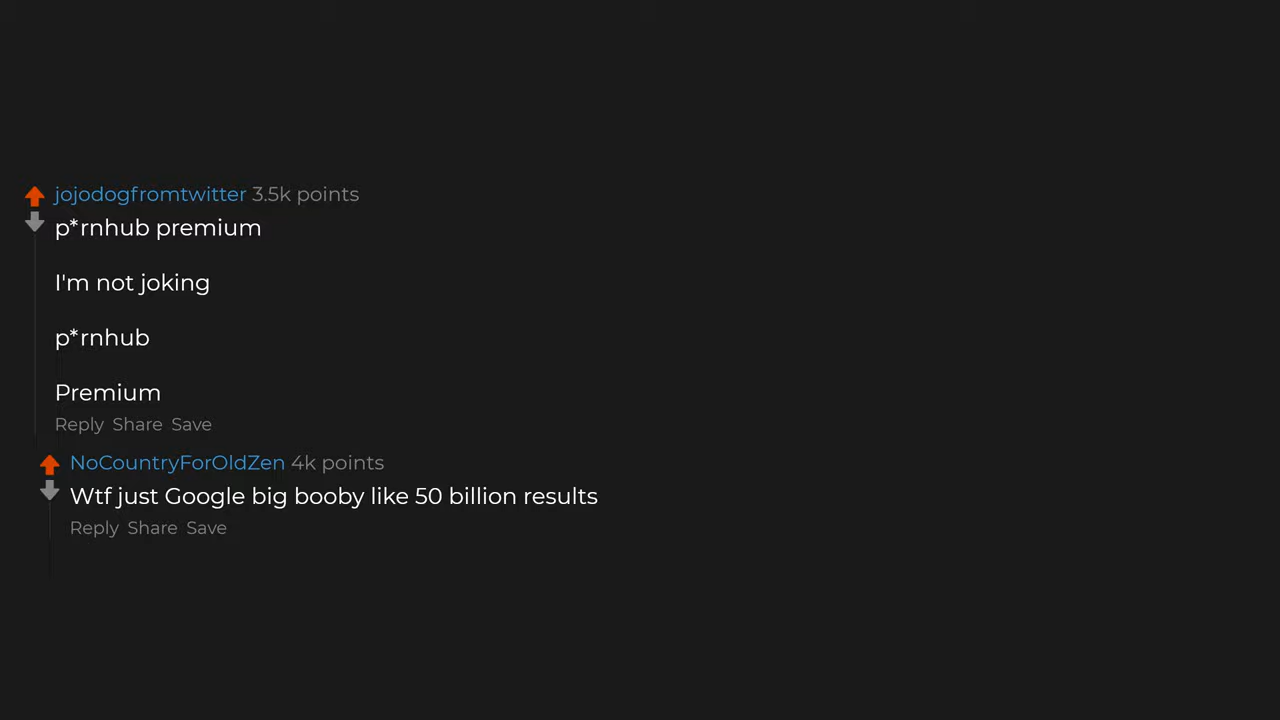 jojodogfromtwitter 3.5k points
p*rnhub premium
I'm not joking
p*rnhub
Premium
Reply Share Save
NoCountryForOldZen 4k points
Wtf just Google big booby like 50 billion results
Reply Share Save